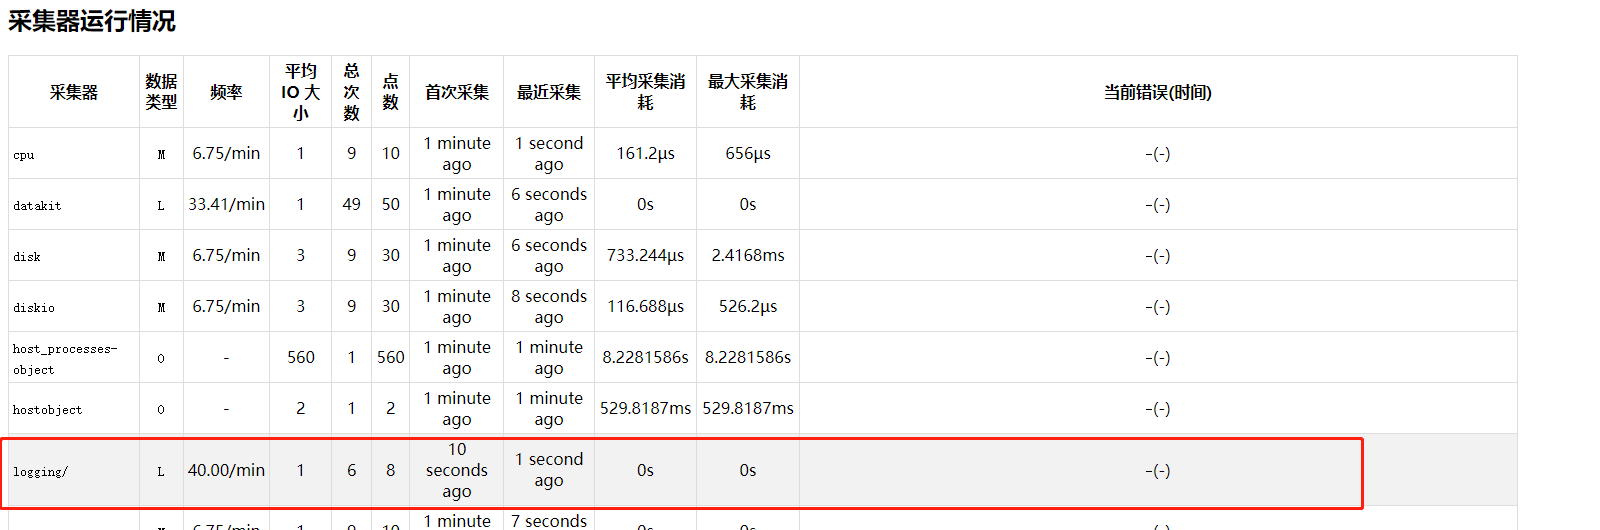 采集器运行情况
采集器 数据类型 频率 平均 IO 大小 总次数 点数 首次采集 最近采集 平均采集消耗 最大采集消耗 当前错误(时间)
cpu M 6.75/min 1 9 10 1 minute ago 1 second ago 161.2μs 656μs -(-)
datakit L 33.41/min 1 49 50 1 minute ago 6 seconds ago 0s 0s -(-)
disk M 6.75/min 3 9 30 1 minute ago 6 seconds ago 733.244μs 2.4168ms -(-)
diskio M 6.75/min 3 9 30 1 minute ago 8 seconds ago 116.688μs 526.2μs -(-)
host_processes-object O - 560 1 560 1 minute ago 1 minute ago 8.2281586s 8.2281586s -(-)
hostobject O - 2 1 2 1 minute ago 1 minute ago 529.8187ms 529.8187ms -(-)
logging/ L 40.00/min 1 6 8 10 seconds ago 1 second ago 0s 0s -(-)
M 6.75/min 1 9 10 1 minute 7 seconds 0s 0s -(-)